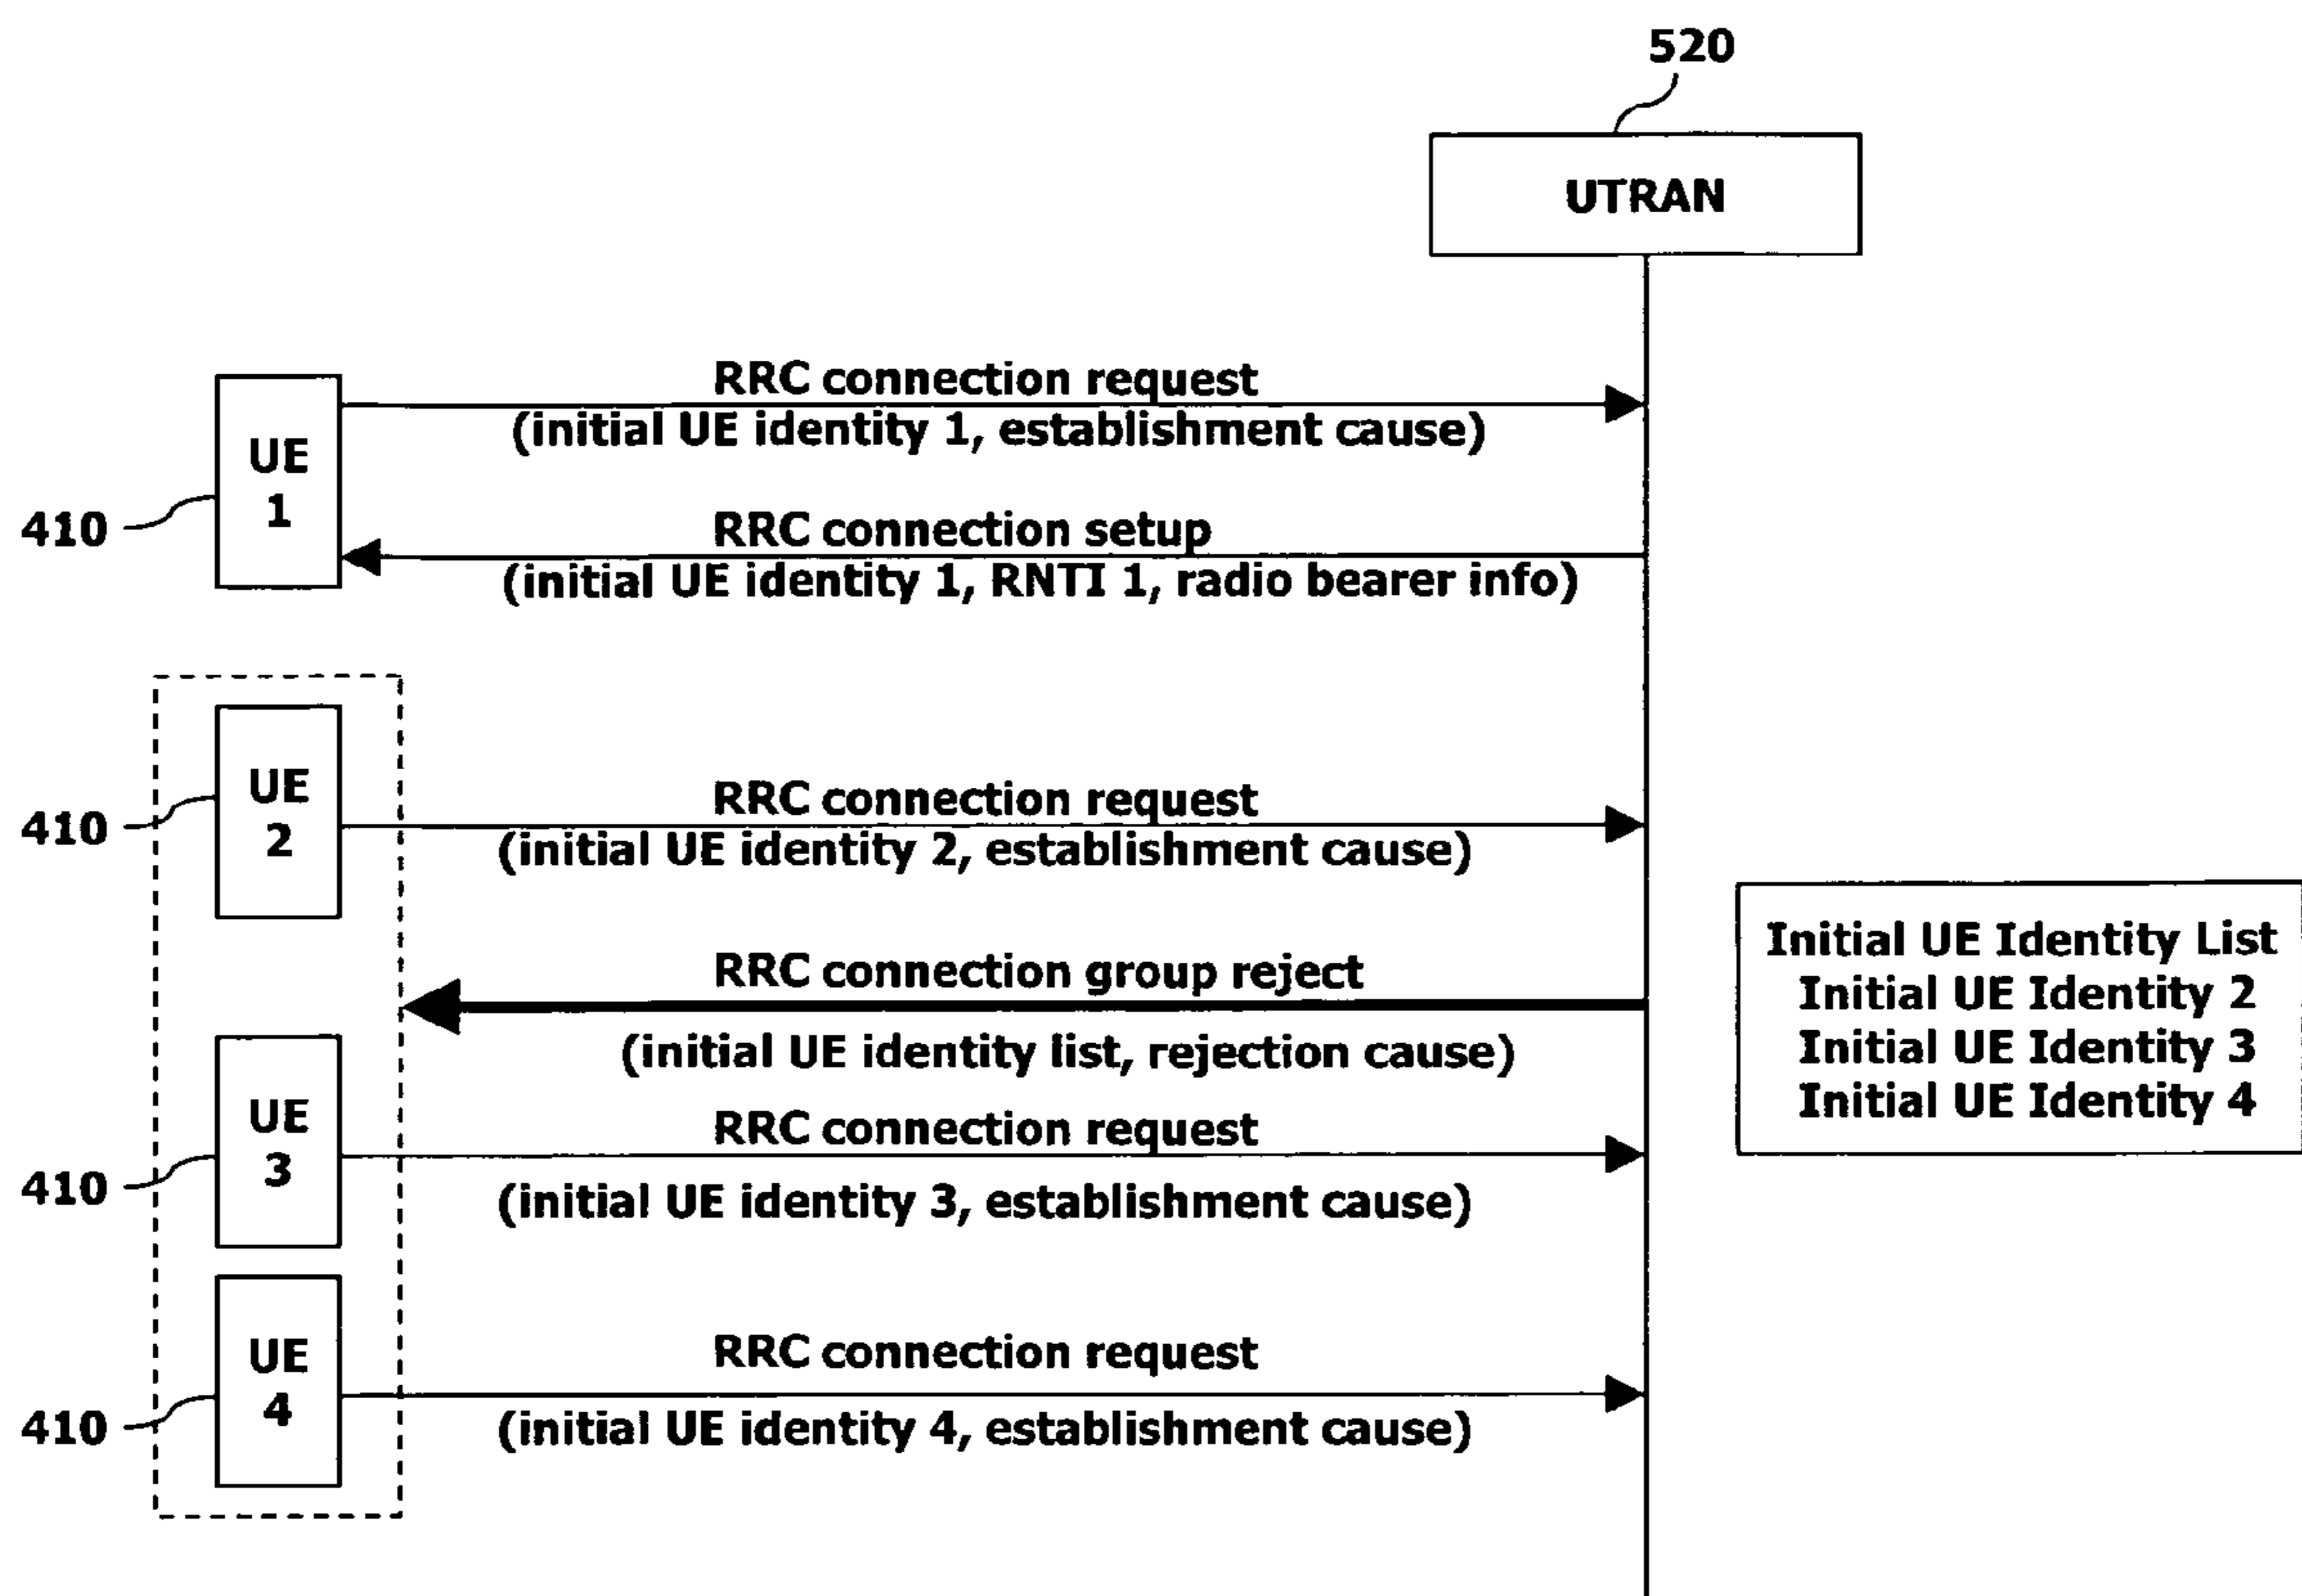 520
UTRAN
RRC connection request
(initial UE identity 1, establishment cause)
UE
1
410
RRC connection setup
(initial UE identity 1, RNTI 1, radio bearer info)
UE
2
410
RRC connection request
(initial UE identity 2, establishment cause)
RRC connection group reject
(initial UE identity list, rejection cause)
Initial UE Identity List
Initial UE Identity 2
Initial UE Identity 3
Initial UE Identity 4
UE
3
410
RRC connection request
(initial UE identity 3, establishment cause)
UE
4
410
RRC connection request
(initial UE identity 4, establishment cause)